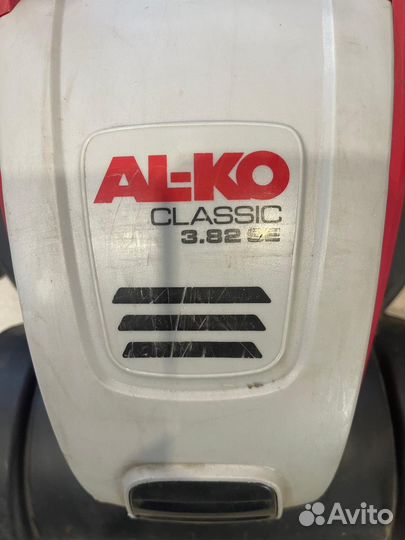 AL-KO
CLASSIC
3.82 SE
Avito